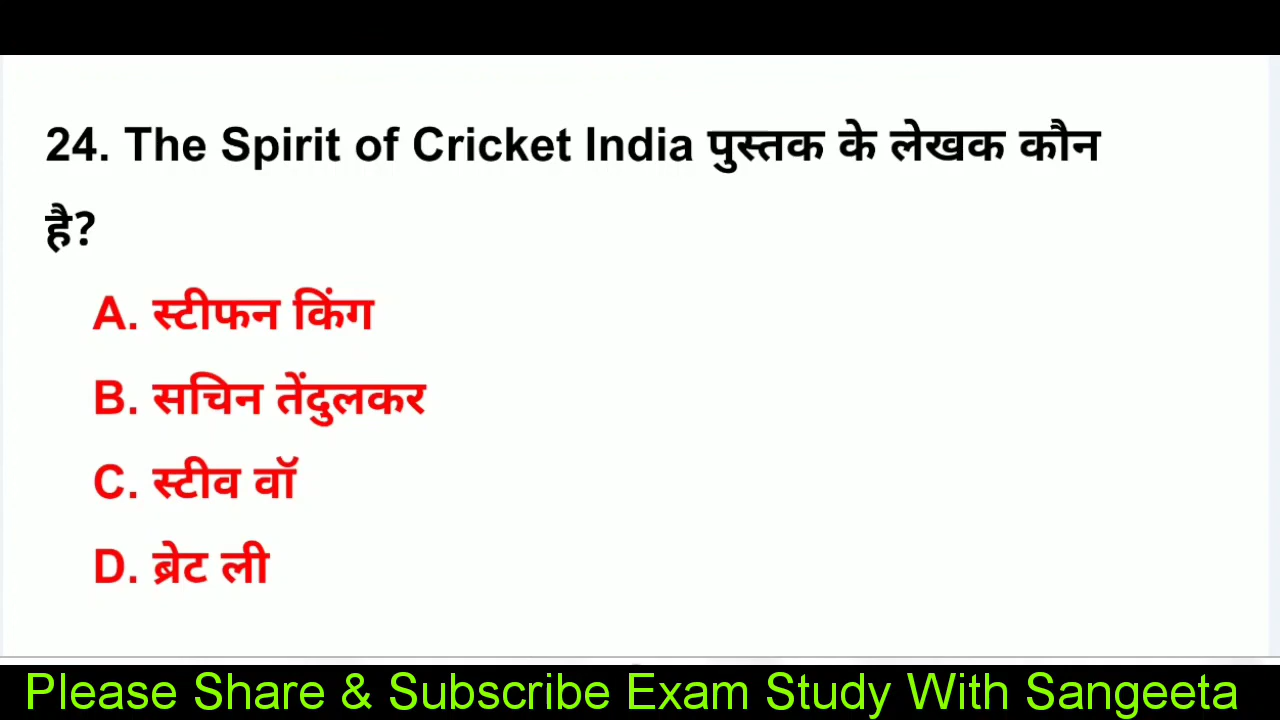 24. The Spirit of Cricket India पुस्तक के लेखक कौन
है?
A. स्टीफन किंग
B. सचिन तेंदुलकर
C. स्टीव वॉ
D. ब्रेट ली
Please Share & Subscribe Exam Study With Sangeeta